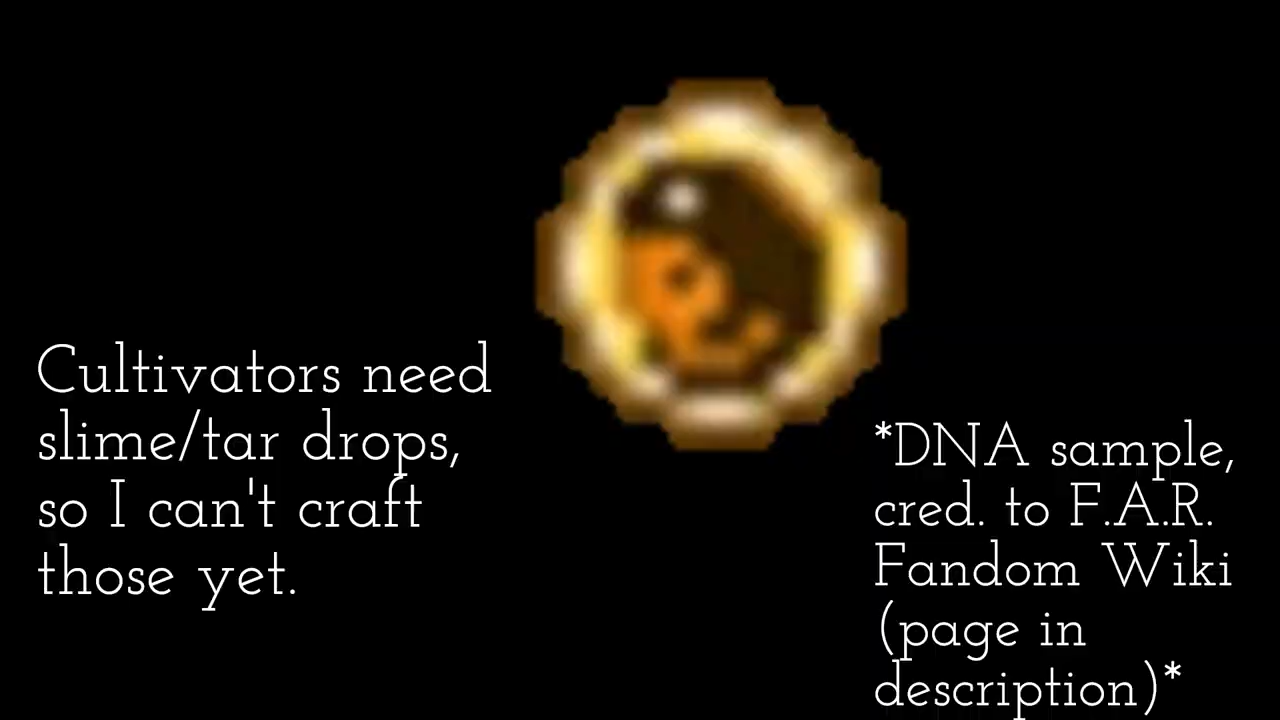 Cultivators need
slime/tar drops,
so I can't craft
those yet.
*DNA sample,
cred. to F.A.R.
Fandom Wiki
(page in
description)*